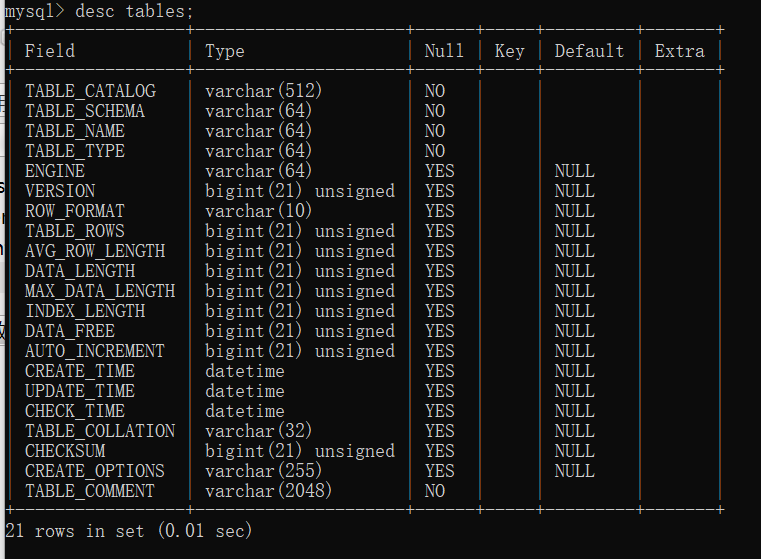 mysql> desc tables;
+------------------+---------------------+------+-----+---------+-------+
| Field | Type | Null | Key | Default | Extra |
+------------------+---------------------+------+-----+---------+-------+
| TABLE_CATALOG | varchar(512) | NO | | | |
| TABLE_SCHEMA | varchar(64) | NO | | | |
| TABLE_NAME | varchar(64) | NO | | | |
| TABLE_TYPE | varchar(64) | NO | | | |
| ENGINE | varchar(64) | YES | | NULL | |
| VERSION | bigint(21) unsigned | YES | | NULL | |
| ROW_FORMAT | varchar(10) | YES | | NULL | |
| TABLE_ROWS | bigint(21) unsigned | YES | | NULL | |
| AVG_ROW_LENGTH | bigint(21) unsigned | YES | | NULL | |
| DATA_LENGTH | bigint(21) unsigned | YES | | NULL | |
| MAX_DATA_LENGTH | bigint(21) unsigned | YES | | NULL | |
| INDEX_LENGTH | bigint(21) unsigned | YES | | NULL | |
| DATA_FREE | bigint(21) unsigned | YES | | NULL | |
| AUTO_INCREMENT | bigint(21) unsigned | YES | | NULL | |
| CREATE_TIME | datetime | YES | | NULL | |
| UPDATE_TIME | datetime | YES | | NULL | |
| CHECK_TIME | datetime | YES | | NULL | |
| TABLE_COLLATION | varchar(32) | YES | | NULL | |
| CHECKSUM | bigint(21) unsigned | YES | | NULL | |
| CREATE_OPTIONS | varchar(255) | YES | | NULL | |
| TABLE_COMMENT | varchar(2048) | NO | | | |
+------------------+---------------------+------+-----+---------+-------+
21 rows in set (0.01 sec)